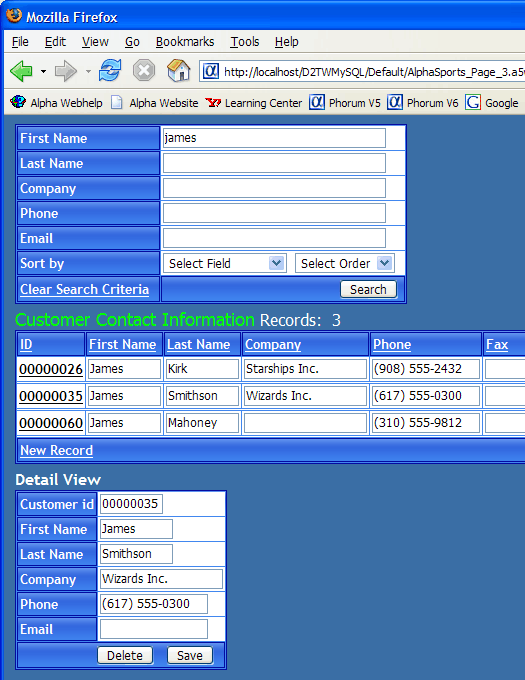 Mozilla Firefox
File Edit View Go Bookmarks Tools Help
http://localhost/D2TWMySQL/Default/AlphaSports_Page_3.a5w
Alpha Webhelp Alpha Website Learning Center Phorum V5 Phorum V6 Google
First Name james
Last Name
Company
Phone
Email
Sort by Select Field Select Order
Clear Search Criteria Search
Customer Contact Information Records: 3
ID First Name Last Name Company Phone Fax
00000026 James Kirk Starships Inc. (908) 555-2432
00000035 James Smithson Wizards Inc. (617) 555-0300
00000060 James Mahoney (310) 555-9812
New Record
Detail View
Customer id 00000035
First Name James
Last Name Smithson
Company Wizards Inc.
Phone (617) 555-0300
Email
Delete Save